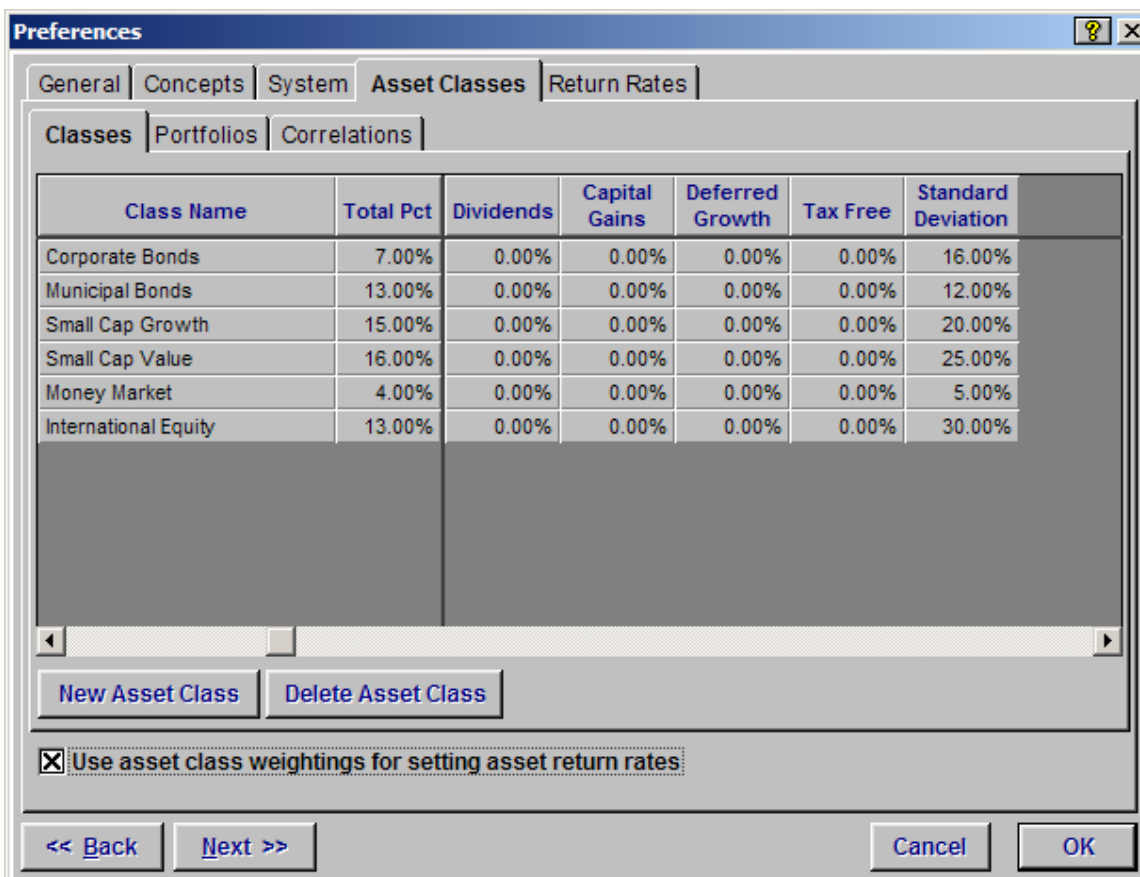 Preferences
General Concepts System Asset Classes Return Rates
Classes Portfolios Correlations
Class Name Total Pct Dividends Capital Gains Deferred Growth Tax Free Standard Deviation
Corporate Bonds 7.00% 0.00% 0.00% 0.00% 0.00% 16.00%
Municipal Bonds 13.00% 0.00% 0.00% 0.00% 0.00% 12.00%
Small Cap Growth 15.00% 0.00% 0.00% 0.00% 0.00% 20.00%
Small Cap Value 16.00% 0.00% 0.00% 0.00% 0.00% 25.00%
Money Market 4.00% 0.00% 0.00% 0.00% 0.00% 5.00%
International Equity 13.00% 0.00% 0.00% 0.00% 0.00% 30.00%
New Asset Class Delete Asset Class
Use asset class weightings for setting asset return rates
<< Back Next >> Cancel OK